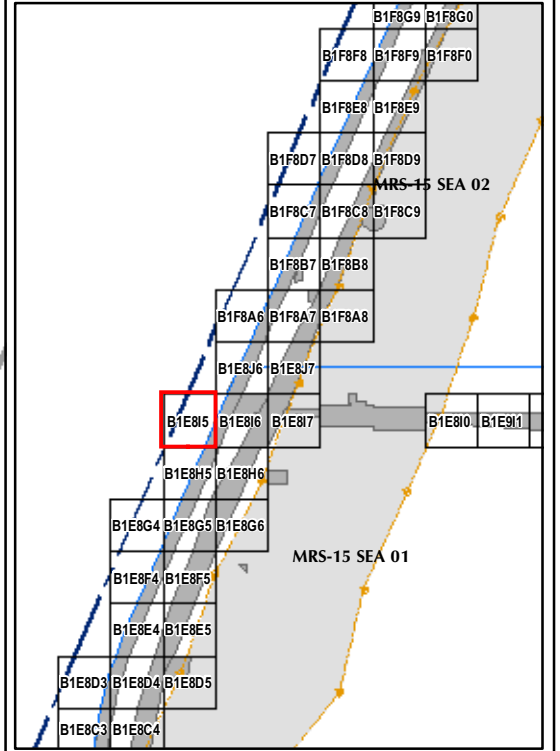 B1F8G9 B1F8G0
B1F8F8 B1F8F9 B1F8F0
B1F8E8 B1F8E9
B1F8D7 B1F8D8 B1F8D9
MRS-15 SEA 02
B1F8C7 B1F8C8 B1F8C9
B1F8B7 B1F8B8
B1F8A6 B1F8A7 B1F8A8
B1E8J6 B1E8J7
B1E8I5 B1E8I6 B1E8I7 B1E8I0 B1E9I1
B1E8H5 B1E8H6
B1E8G4 B1E8G5 B1E8G6
MRS-15 SEA 01
B1E8F4 B1E8F5
B1E8E4 B1E8E5
B1E8D3 B1E8D4 B1E8D5
B1E8C3 B1E8C4